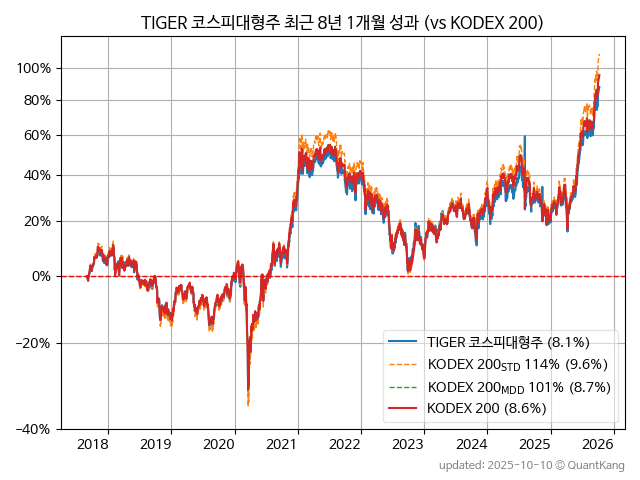 TIGER 코스피대형주 최근 8년 1개월 성과 (vs KODEX 200)
100%
80%
60%
40%
20%
0%
−20%
−40%
TIGER 코스피대형주 (8.1%)
KODEX 200STD 114% (9.6%)
KODEX 200MDD 101% (8.7%)
KODEX 200 (8.6%)
2018 2019 2020 2021 2022 2023 2024 2025 2026
updated: 2025-10-10 © QuantKang